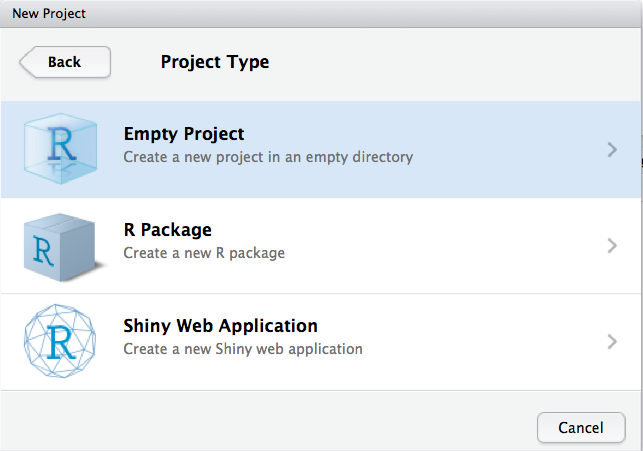 New Project
Back
Project Type
R
Empty Project
Create a new project in an empty directory
R
R Package
Create a new R package
R
Shiny Web Application
Create a new Shiny web application
Cancel